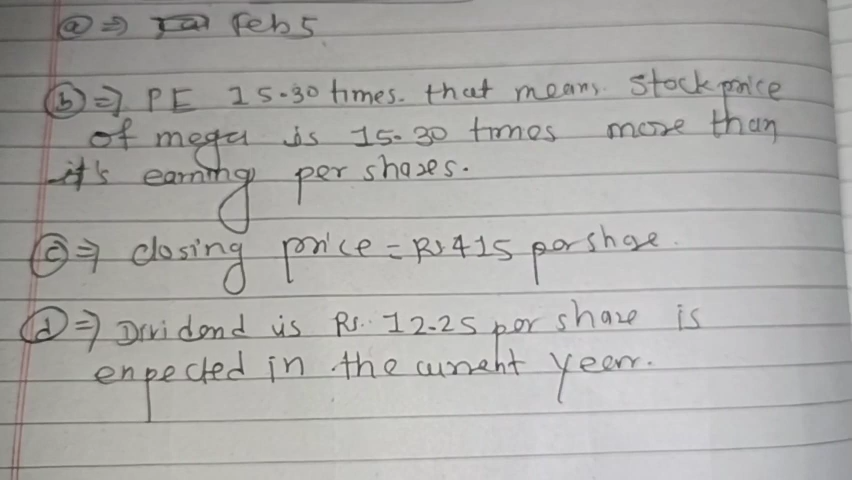 ⓐ ⇒ Feb 5
ⓑ ⇒ PE 15.30 times. that means stock price
of mega is 15.30 times more than
it's earning per shares.
ⓒ ⇒ closing price = Rs 415 per shae.
ⓓ ⇒ Dividend is Rs. 12.25 per share is
enpected in the current year.